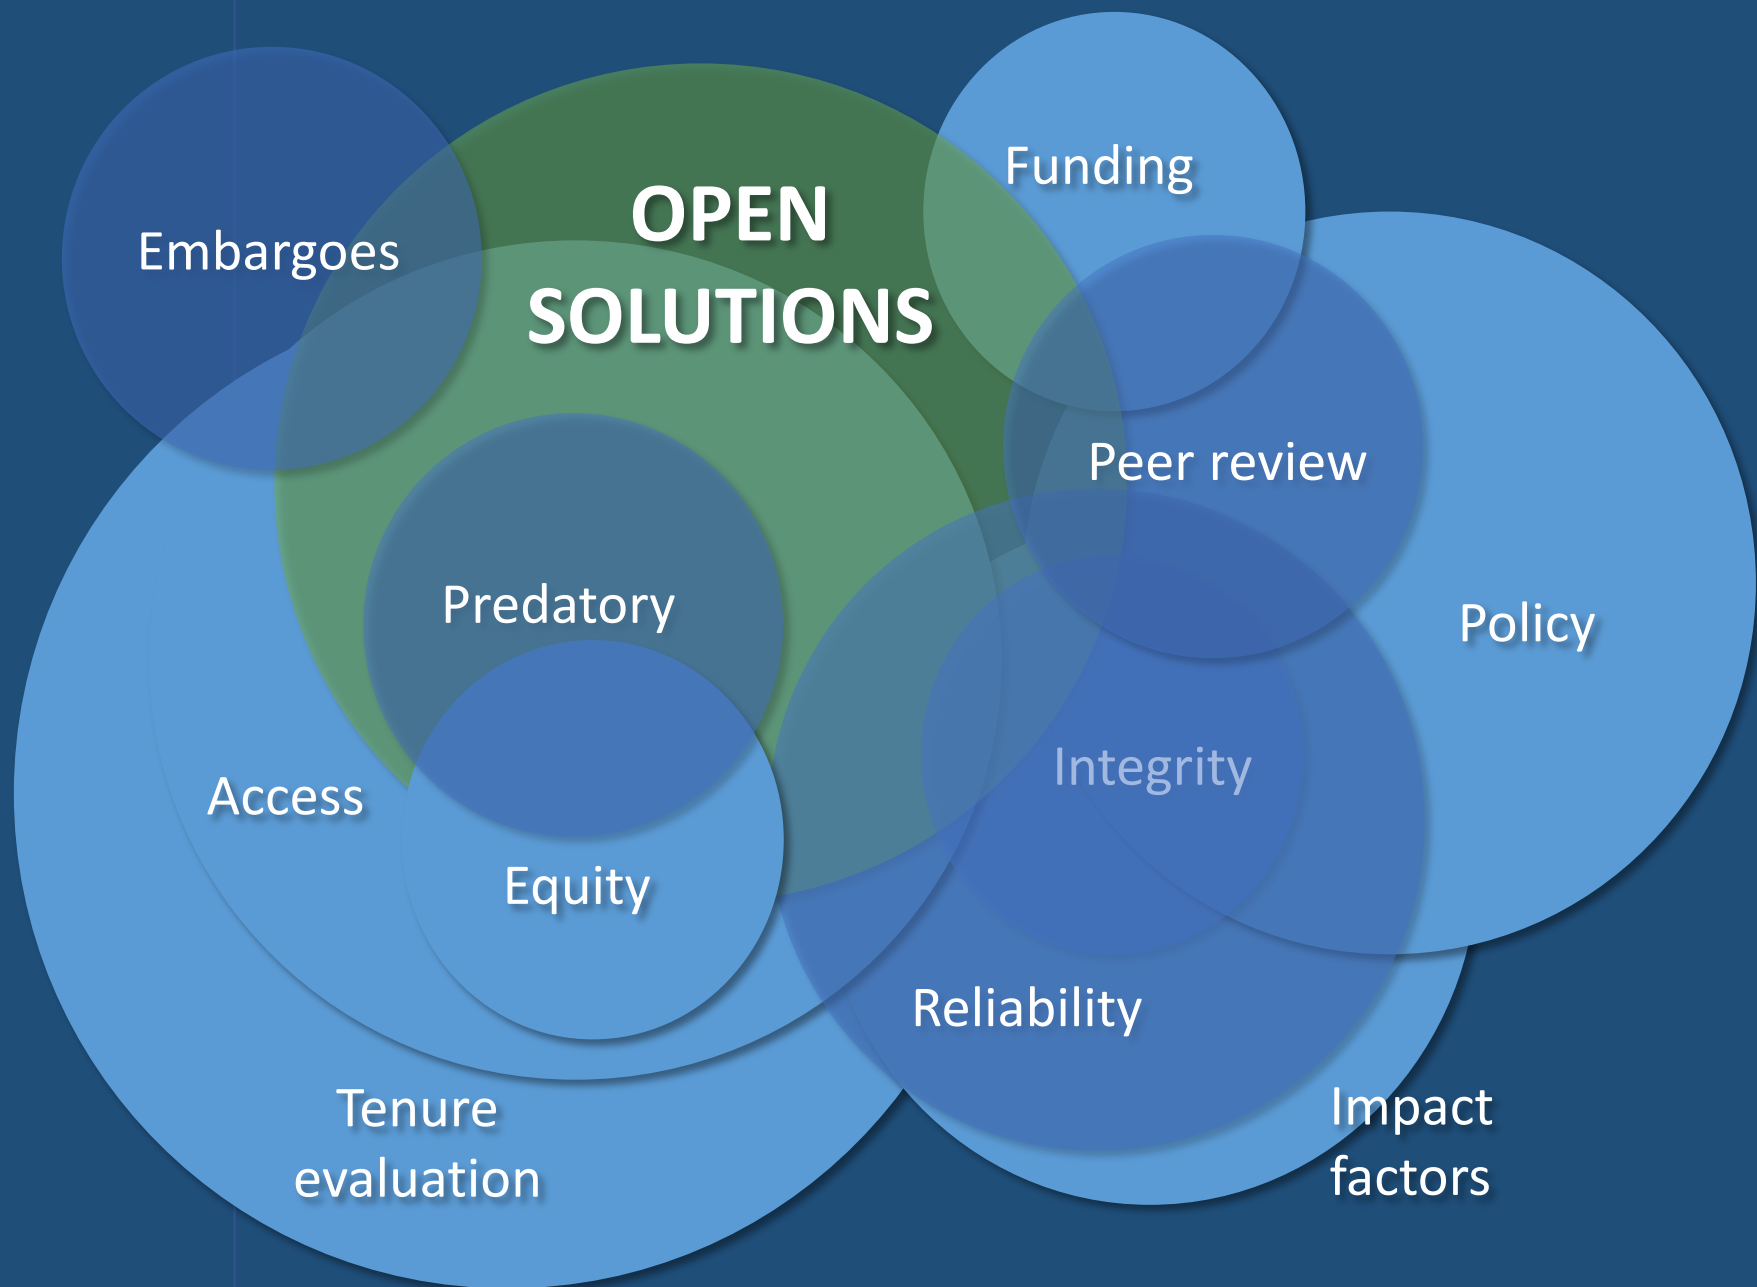 OPEN
SOLUTIONS
Funding
Embargoes
Peer review
Predatory
Policy
Integrity
Access
Equity
Reliability
Tenure
evaluation
Impact
factors